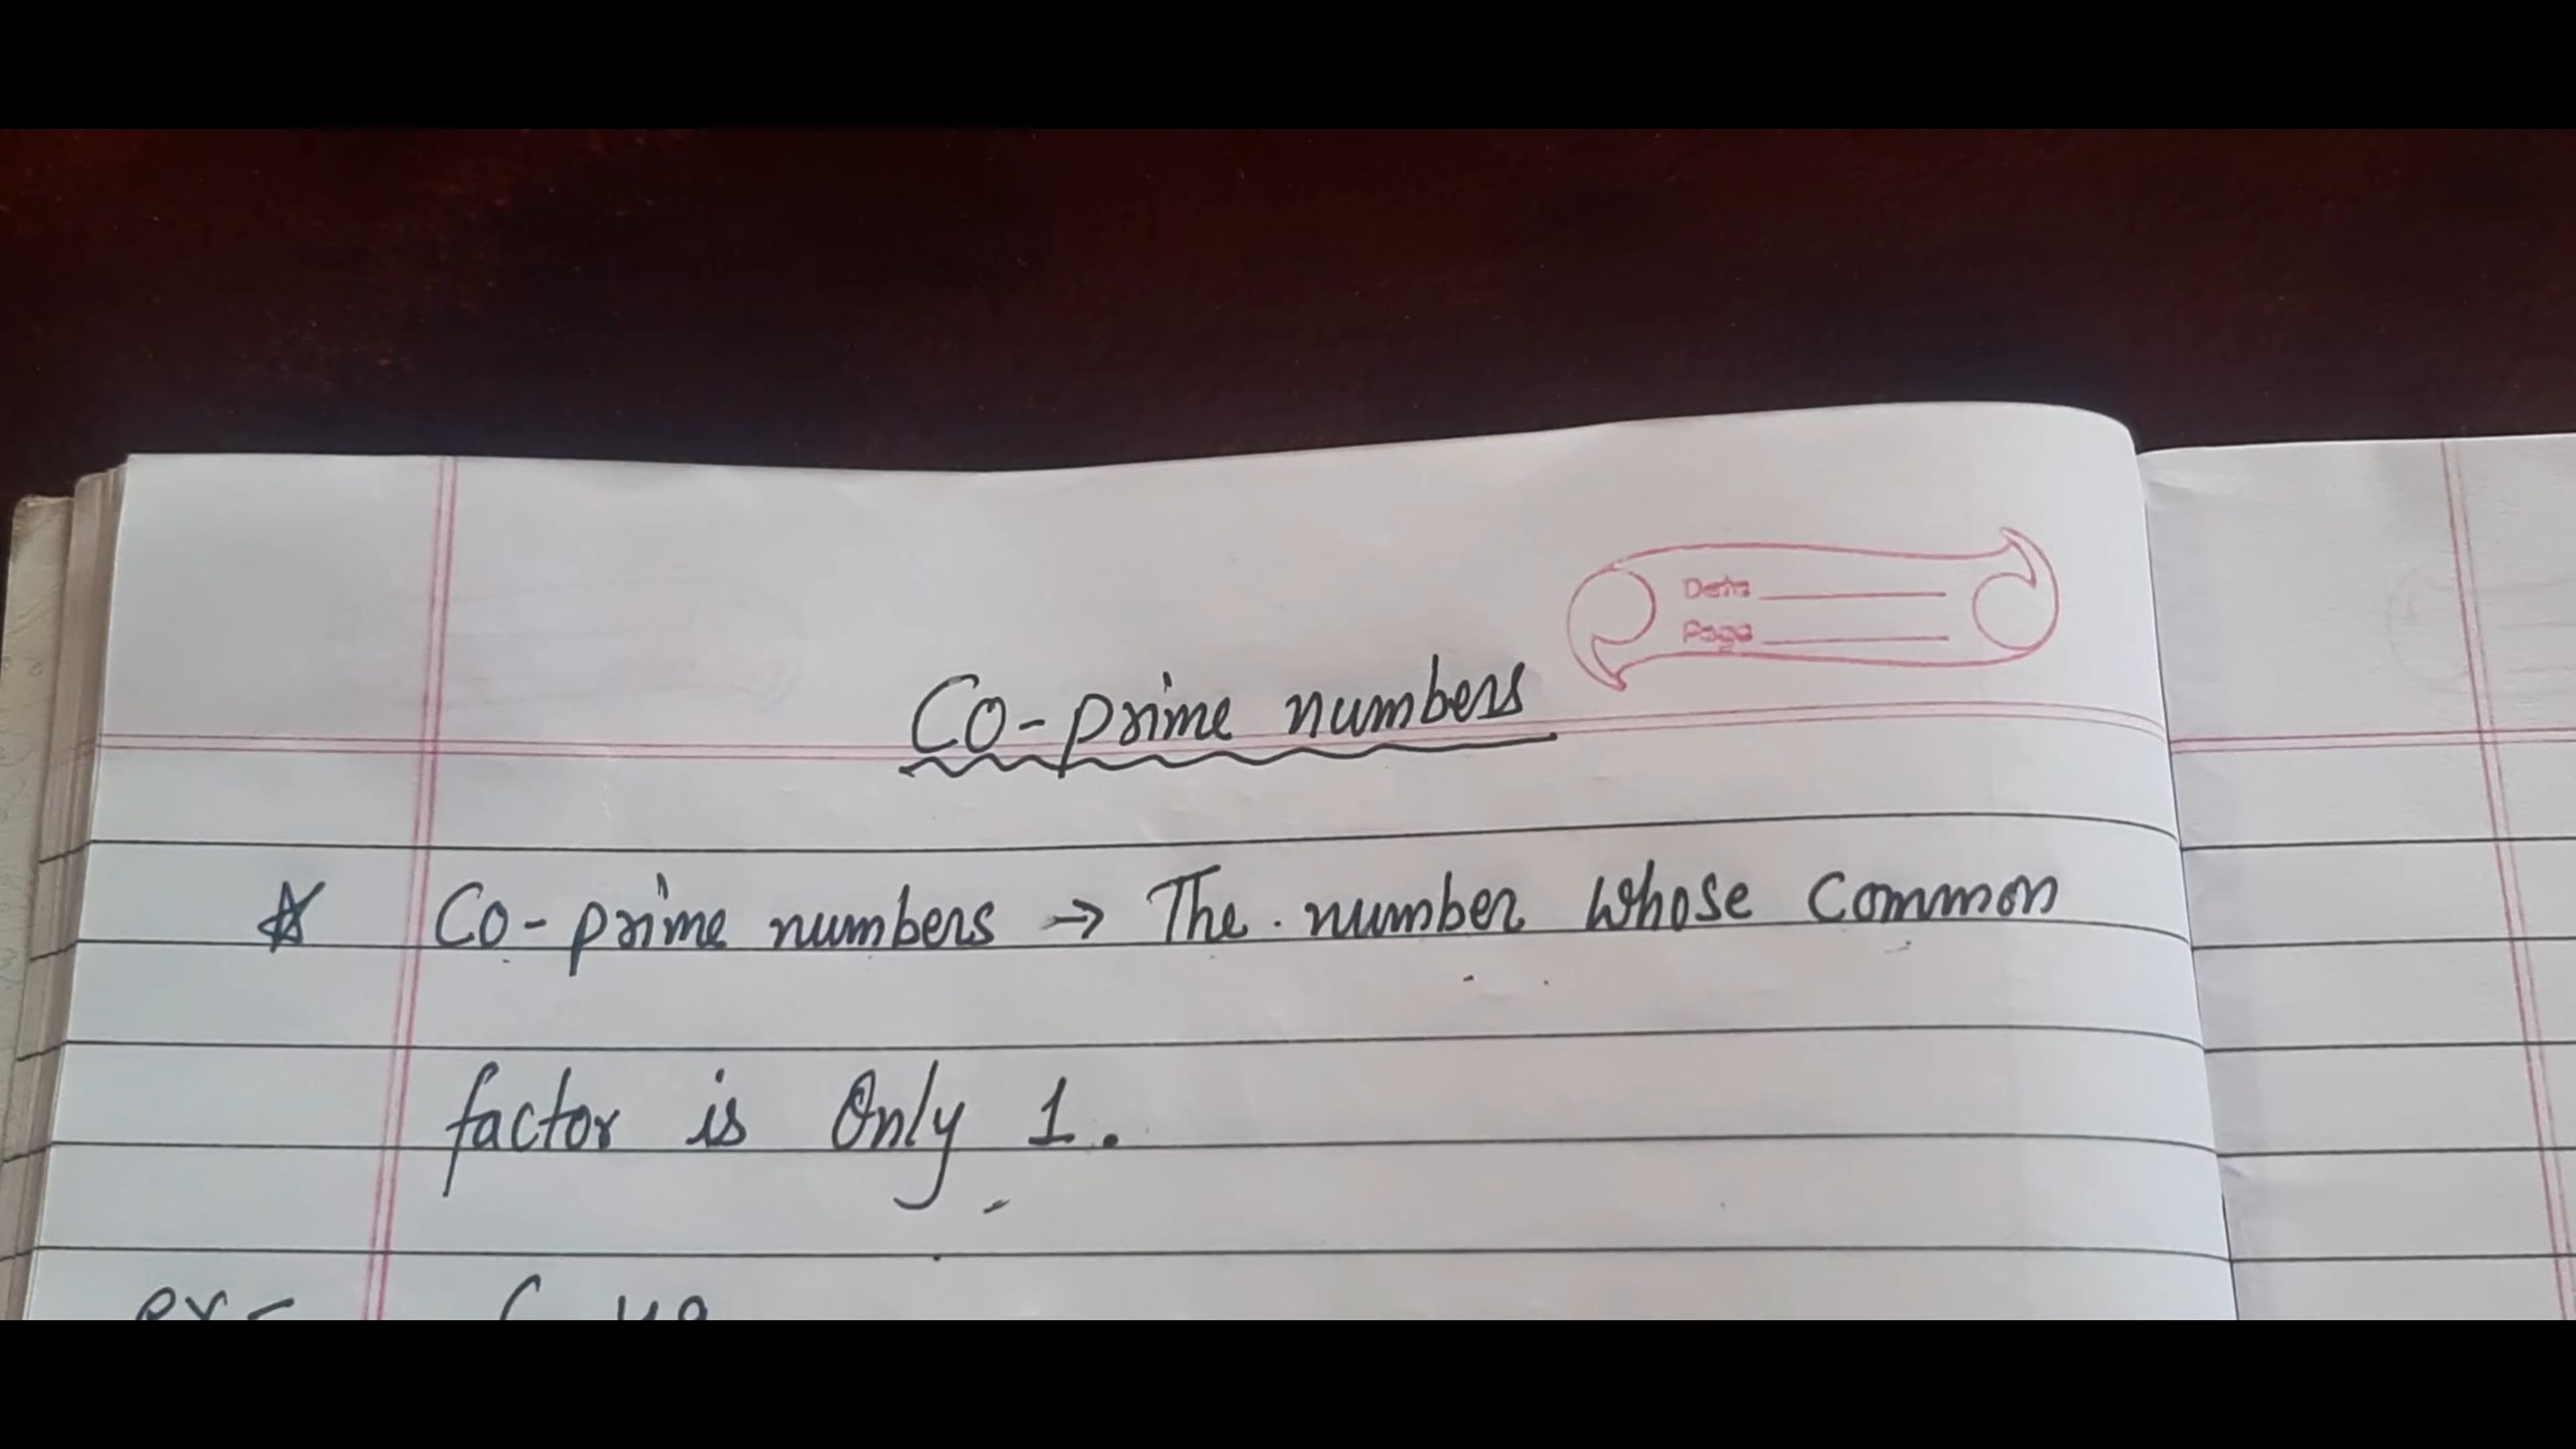 Date
Page
Co-prime numbers
Co-prime numbers → The number whose Common
factor is Only 1.